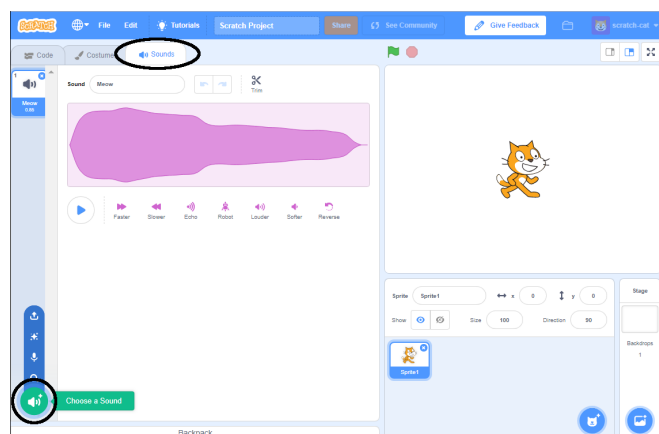 SCRATCH File Edit Tutorials Scratch Project Share See Community Give Feedback scratch-cat
Code Costumes Sounds
1
Meow
0.85
Sound Meow
Trim
Faster Slower Echo Robot Louder Softer Reverse
Choose a Sound
Backpack
Sprite Sprite1 x 0 y 0
Show Size 100 Direction 90
Sprite1
Stage
Backdrops
1